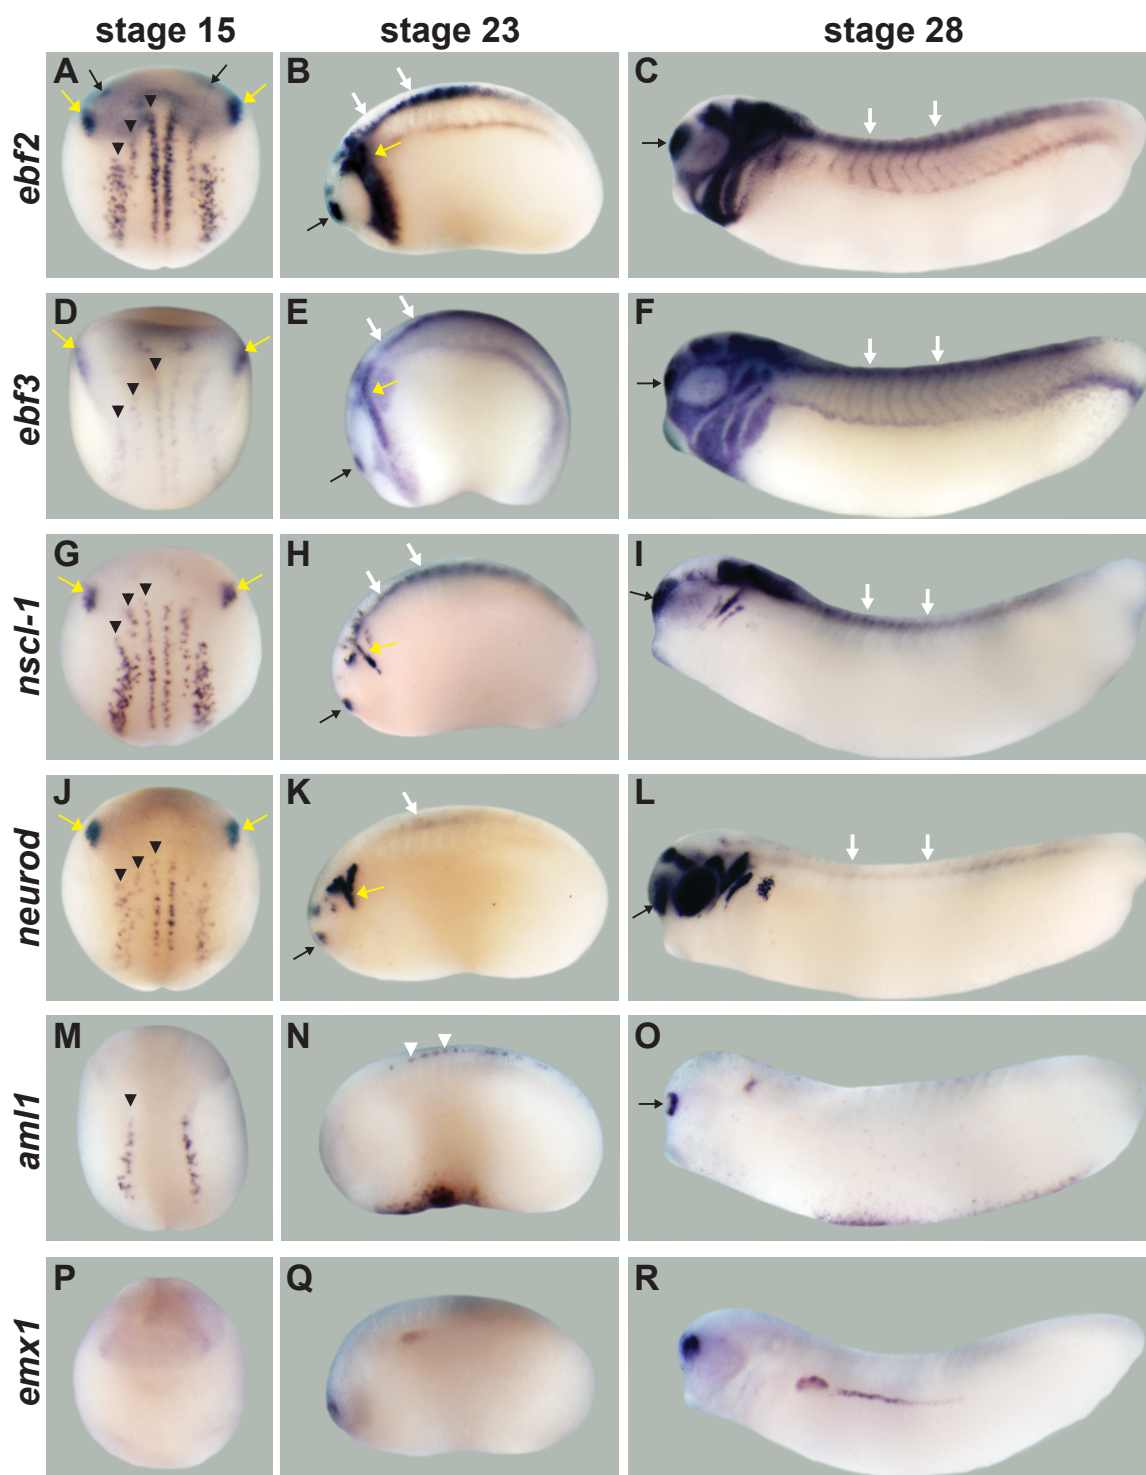 stage 15 stage 23 stage 28
ebf2
A B C
ebf3
D E F
nscl-1
G H I
neurod
J K L
aml1
M N O
emx1
P Q R